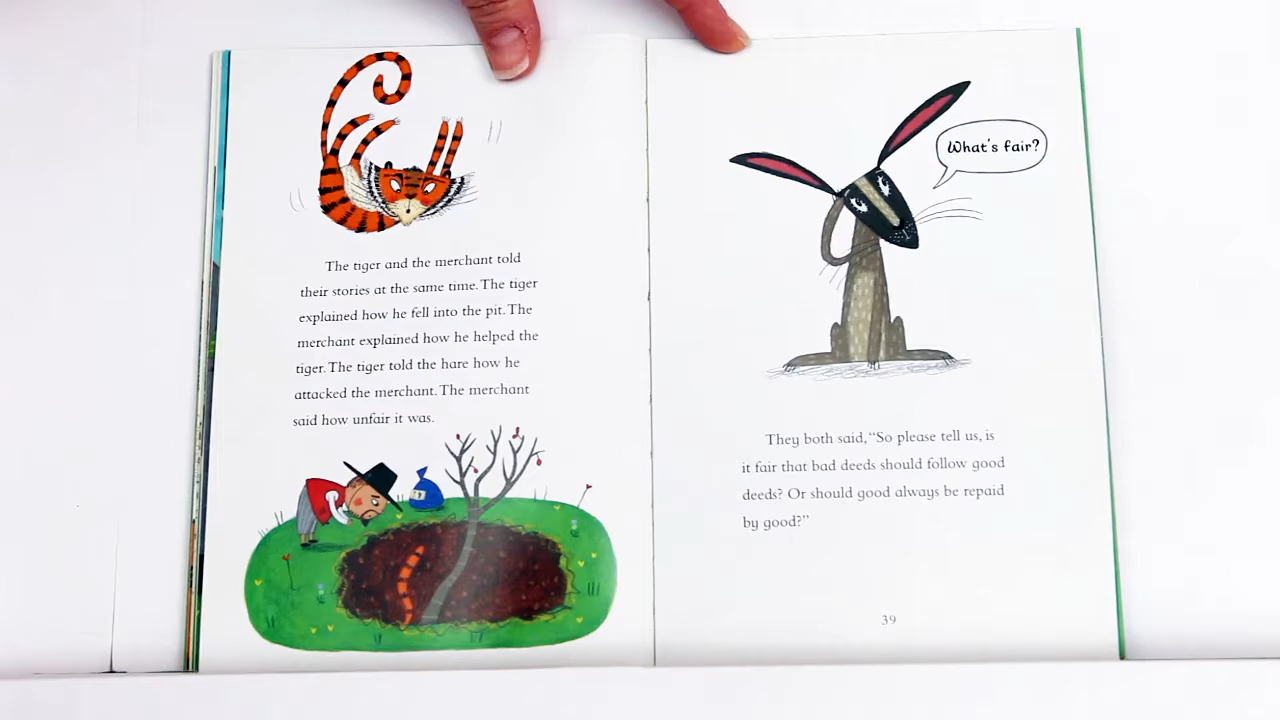 The tiger and the merchant told
their stories at the same time. The tiger
explained how he fell into the pit. The
merchant explained how he helped the
tiger. The tiger told the hare how he
attacked the merchant. The merchant
said how unfair it was.
What's fair?
They both said, “So please tell us, is
it fair that bad deeds should follow good
deeds? Or should good always be repaid
by good?”
39